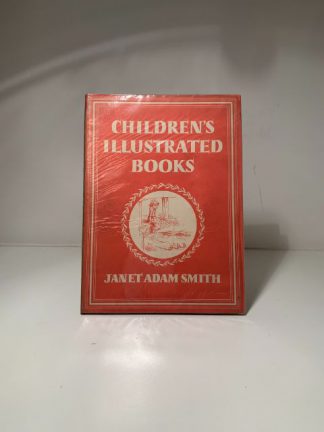 CHILDREN'S
ILLUSTRATED
BOOKS
JANET ADAM SMITH